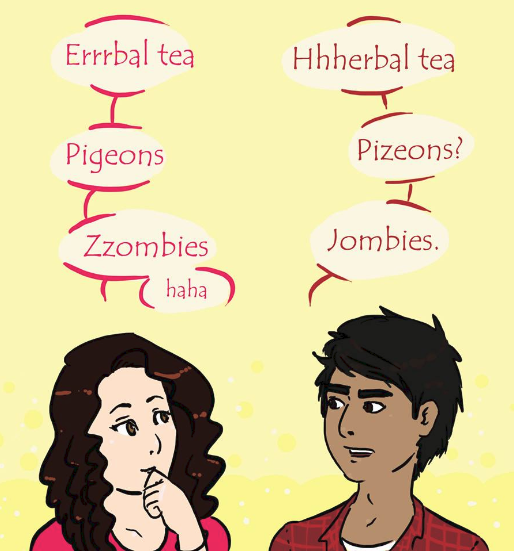 Errrbal tea
Hhherbal tea
Pigeons
Pizeons?
Zzombies
haha
Jombies.